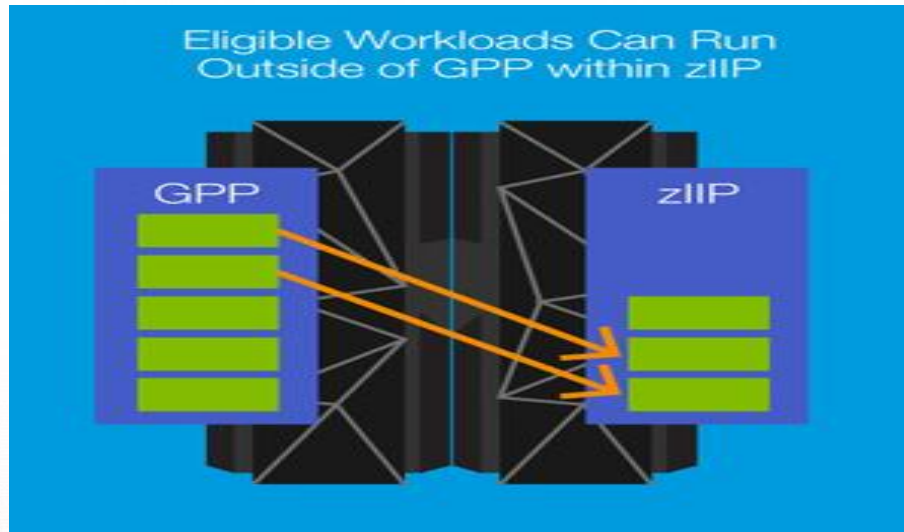 Eligible Workloads Can Run
Outside of GPP within zIIP
GPP
zIIP